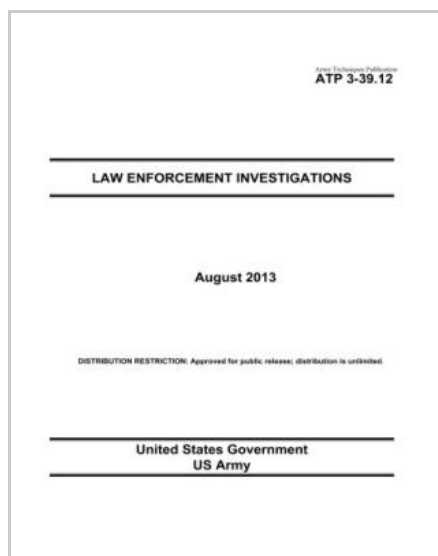 Army Techniques Publication
ATP 3-39.12
LAW ENFORCEMENT INVESTIGATIONS
August 2013
DISTRIBUTION RESTRICTION: Approved for public release; distribution is unlimited.
United States Government
US Army